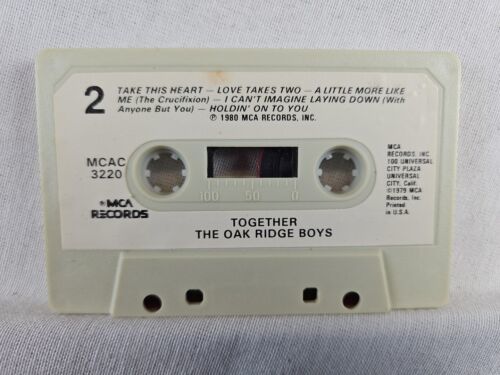 2
TAKE THIS HEART — LOVE TAKES TWO — A LITTLE MORE LIKE
ME (The Crucifixion) — I CAN'T IMAGINE LAYING DOWN (With
Anyone But You) — HOLDIN' ON TO YOU
℗ 1980 MCA RECORDS, INC.
MCAC
3220
MCA RECORDS
100 50 0
MCA
RECORDS, INC.
100 UNIVERSAL
CITY PLAZA
UNIVERSAL
CITY, Calif.
©1979 MCA
Records, Inc.
Printed
in U.S.A.
TOGETHER
THE OAK RIDGE BOYS